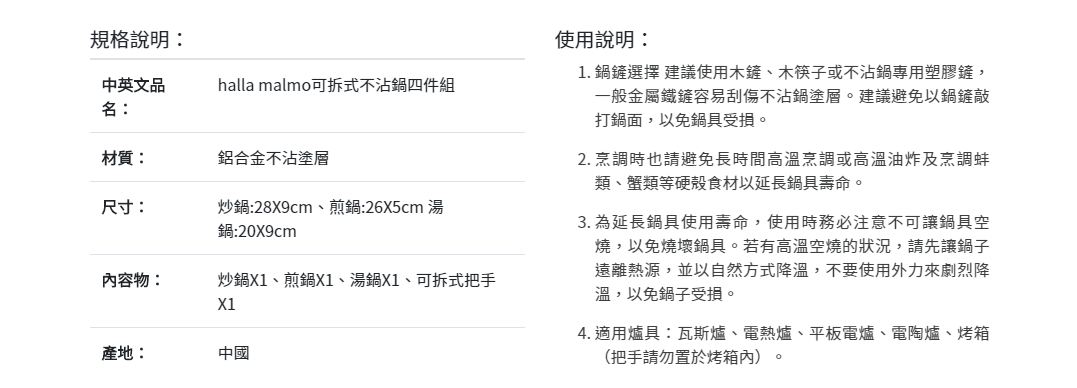 規格說明：
中英文品
名：
halla malmo可拆式不沾鍋四件組
材質：
鋁合金不沾塗層
尺寸：
炒鍋:28X9cm、煎鍋:26X5cm 湯
鍋:20X9cm
內容物：
炒鍋X1、煎鍋X1、湯鍋X1、可拆式把手
X1
產地：
中國
使用說明：
1. 鍋鏟選擇 建議使用木鏟、木筷子或不沾鍋專用塑膠鏟，
一般金屬鐵鏟容易刮傷不沾鍋塗層。建議避免以鍋鏟敲
打鍋面，以免鍋具受損。
2. 烹調時也請避免長時間高溫烹調或高溫油炸及烹調蚌
類、蟹類等硬殼食材以延長鍋具壽命。
3. 為延長鍋具使用壽命，使用時務必注意不可讓鍋具空
燒，以免燒壞鍋具。若有高溫空燒的狀況，請先讓鍋子
遠離熱源，並以自然方式降溫，不要使用外力來劇烈降
溫，以免鍋子受損。
4. 適用爐具：瓦斯爐、電熱爐、平板電爐、電陶爐、烤箱
（把手請勿置於烤箱內）。